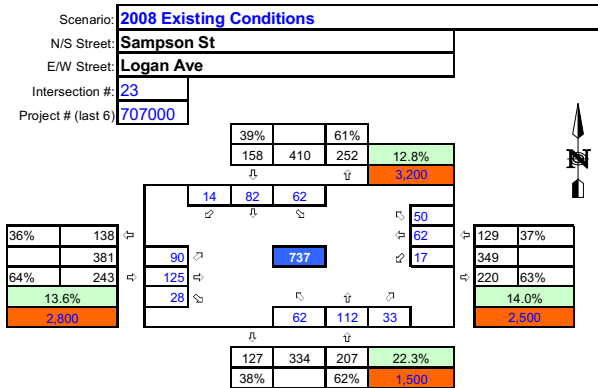 Scenario: 2008 Existing Conditions
N/S Street: Sampson St
E/W Street: Logan Ave
Intersection #: 23
Project # (last 6) 707000
39% 61%
158 410 252 12.8%
3,200
N
14 82 62
50
36% 138 62 129 37%
381 90 737 17 349
64% 243 125 220 63%
13.6% 28 14.0%
2,800 62 112 33 2,500
127 334 207 22.3%
38% 62% 1,500